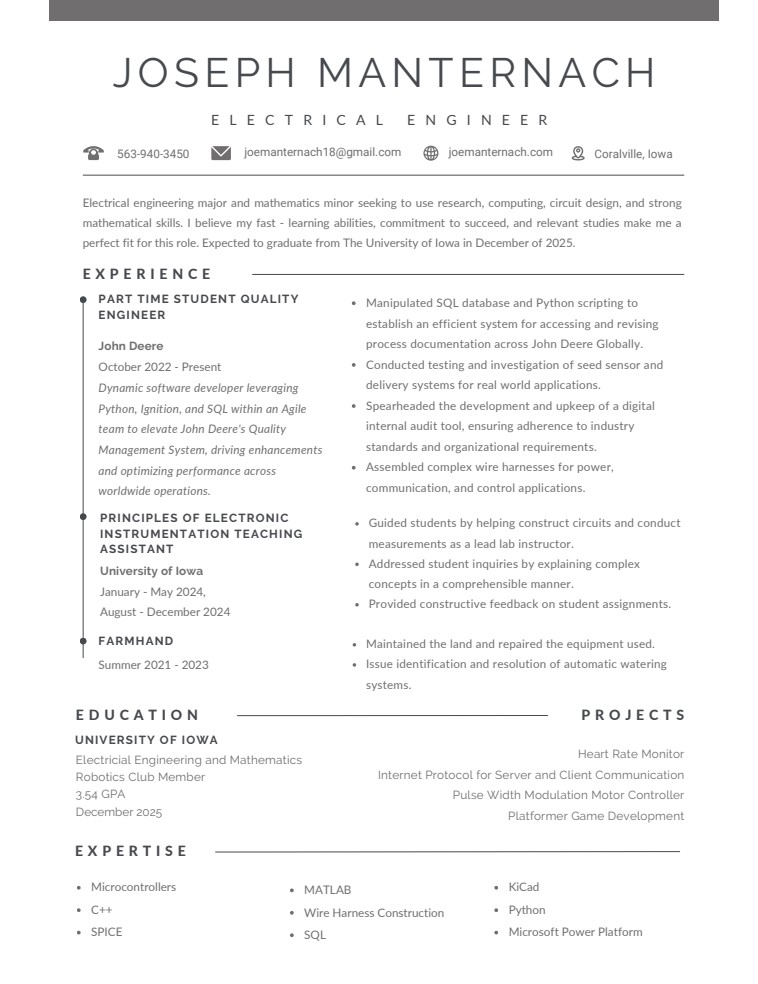 JOSEPH MANTERNACH
ELECTRICAL ENGINEER
563-940-3450 joemanternach18@gmail.com joemanternach.com Coralville, Iowa
Electrical engineering major and mathematics minor seeking to use research, computing, circuit design, and strong
mathematical skills. I believe my fast - learning abilities, commitment to succeed, and relevant studies make me a
perfect fit for this role. Expected to graduate from The University of Iowa in December of 2025.
EXPERIENCE
PART TIME STUDENT QUALITY
ENGINEER
John Deere
October 2022 - Present
Dynamic software developer leveraging
Python, Ignition, and SQL within an Agile
team to elevate John Deere's Quality
Management System, driving enhancements
and optimizing performance across
worldwide operations.
• Manipulated SQL database and Python scripting to
establish an efficient system for accessing and revising
process documentation across John Deere Globally.
• Conducted testing and investigation of seed sensor and
delivery systems for real world applications.
• Spearheaded the development and upkeep of a digital
internal audit tool, ensuring adherence to industry
standards and organizational requirements.
• Assembled complex wire harnesses for power,
communication, and control applications.
PRINCIPLES OF ELECTRONIC
INSTRUMENTATION TEACHING
ASSISTANT
University of Iowa
January - May 2024,
August - December 2024
• Guided students by helping construct circuits and conduct
measurements as a lead lab instructor.
• Addressed student inquiries by explaining complex
concepts in a comprehensible manner.
• Provided constructive feedback on student assignments.
FARMHAND
Summer 2021 - 2023
• Maintained the land and repaired the equipment used.
• Issue identification and resolution of automatic watering
systems.
EDUCATION
UNIVERSITY OF IOWA
Electricial Engineering and Mathematics
Robotics Club Member
3.54 GPA
December 2025
PROJECTS
Heart Rate Monitor
Internet Protocol for Server and Client Communication
Pulse Width Modulation Motor Controller
Platformer Game Development
EXPERTISE
• Microcontrollers
• C++
• SPICE
• MATLAB
• Wire Harness Construction
• SQL
• KiCad
• Python
• Microsoft Power Platform